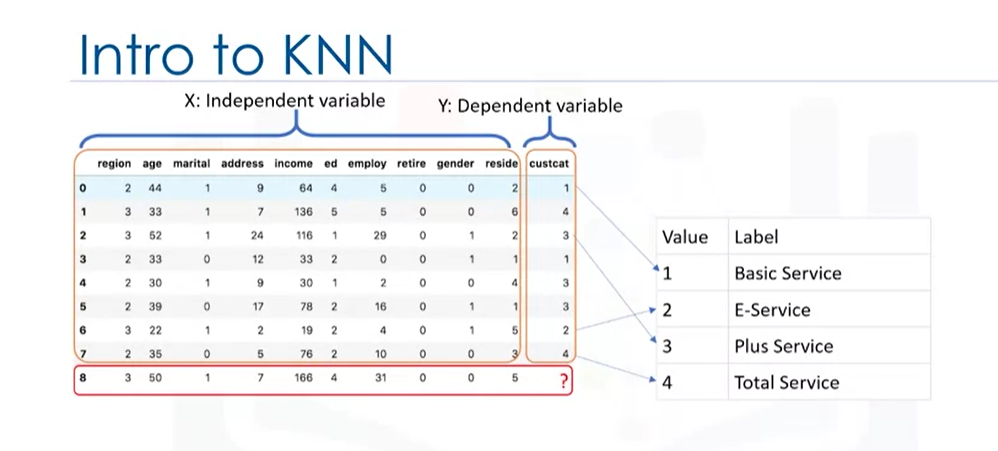 Intro to KNN
X: Independent variable
Y: Dependent variable
region age marital address income ed employ retire gender reside custcat
0 2 44 1 9 64 4 5 0 0 2 1
1 3 33 1 7 136 5 5 0 0 6 4
2 3 52 1 24 116 1 29 0 1 2 3
3 2 33 0 12 33 2 0 0 1 1 1
4 2 30 1 9 30 1 2 0 0 4 3
5 2 39 0 17 78 2 16 0 1 1 3
6 3 22 1 2 19 2 4 0 1 5 2
7 2 35 0 5 76 2 10 0 0 3 4
8 3 50 1 7 166 4 31 0 0 5 ?
Value Label
1 Basic Service
2 E-Service
3 Plus Service
4 Total Service